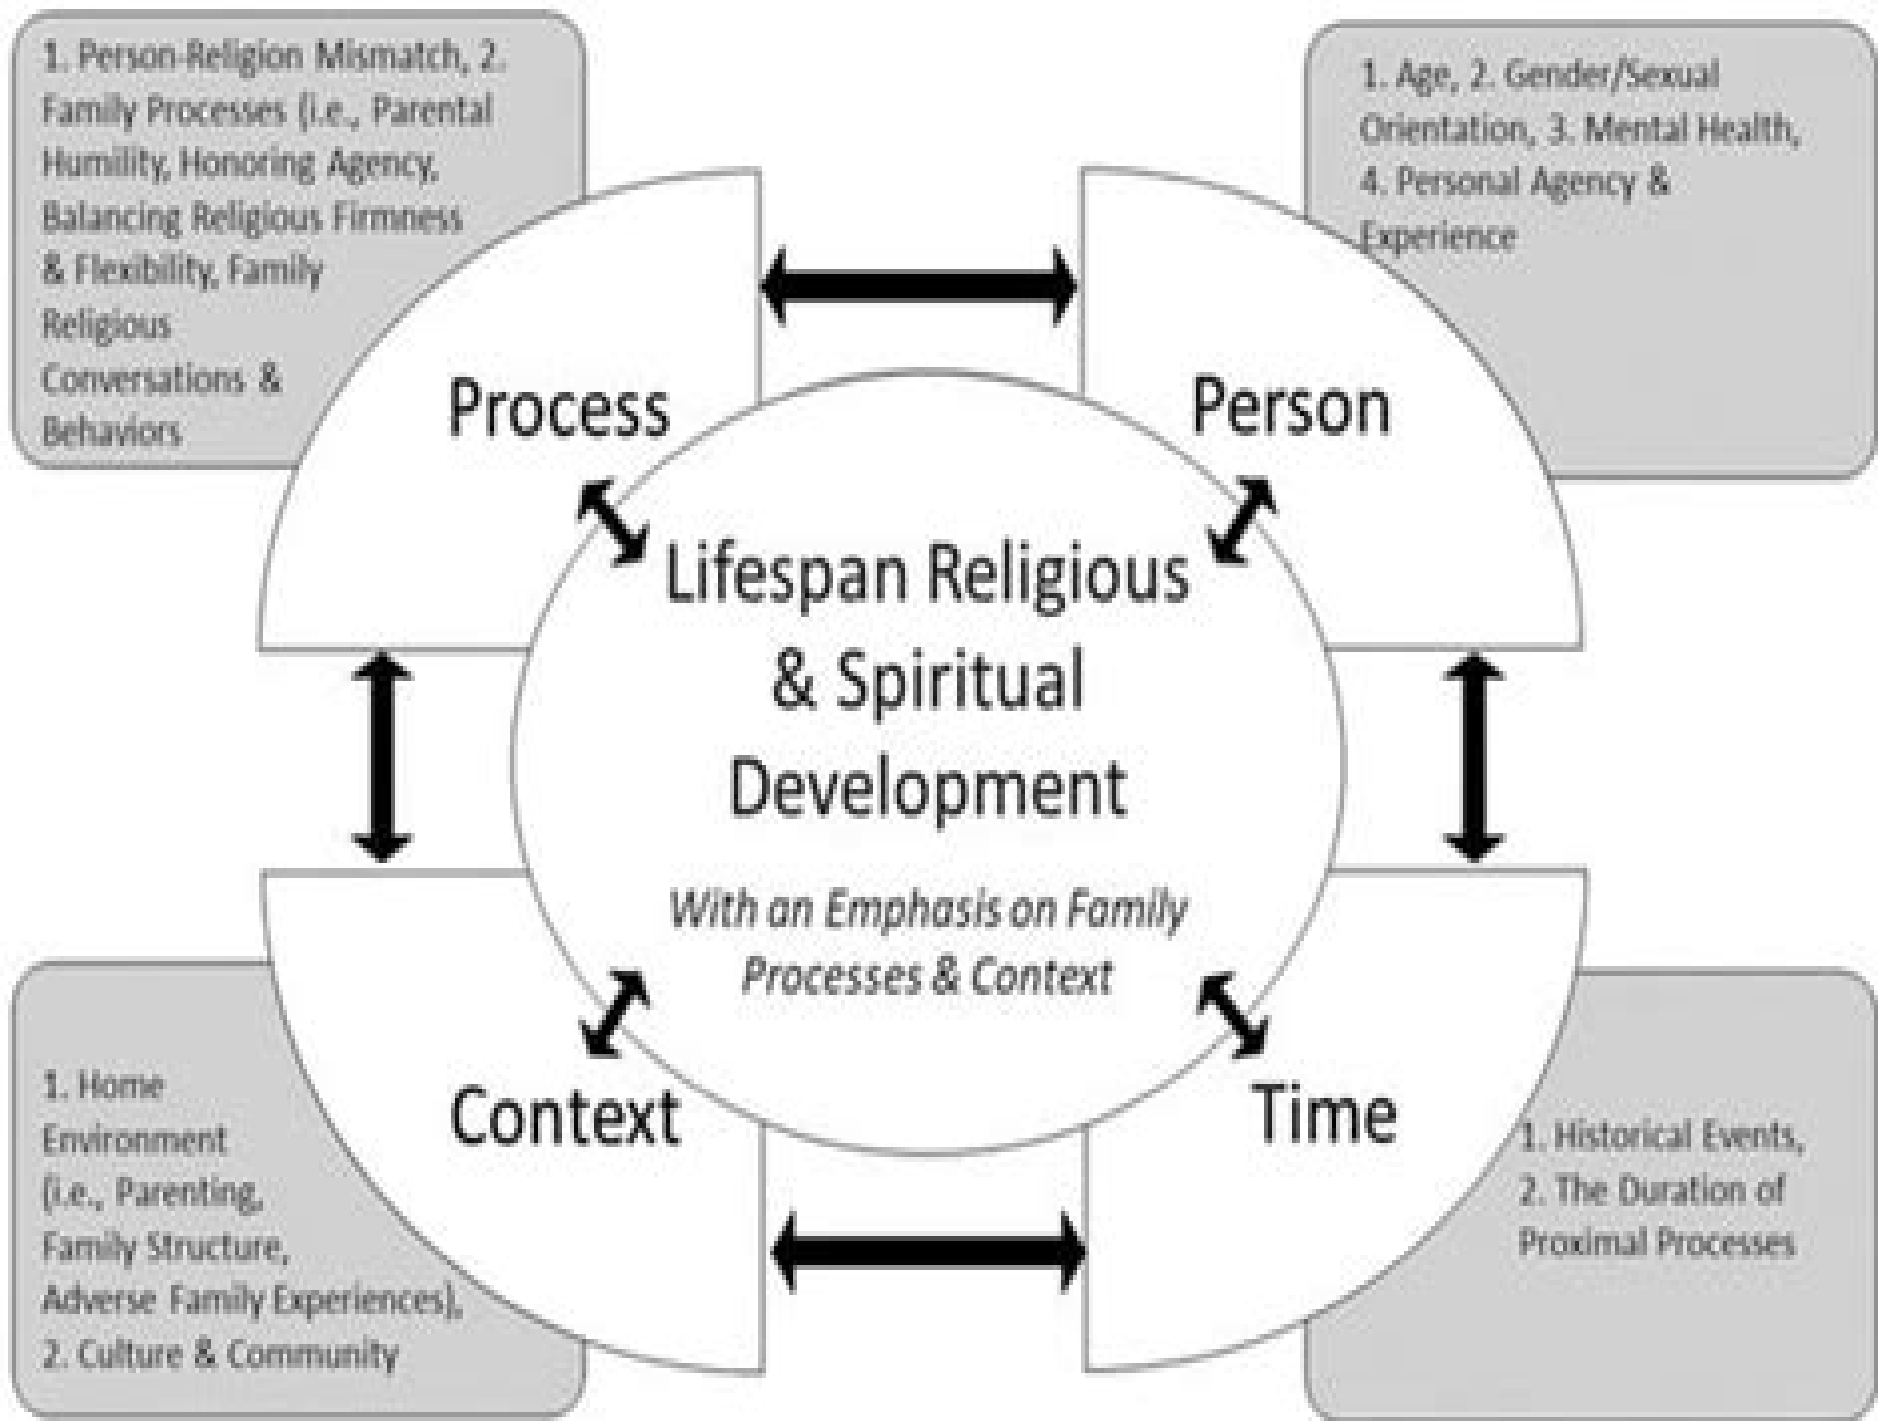 1. Person-Religion Mismatch, 2.
Family Processes (i.e., Parental
Humility, Honoring Agency,
Balancing Religious Firmness
& Flexibility, Family
Religious
Conversations &
Behaviors
1. Age, 2. Gender/Sexual
Orientation, 3. Mental Health,
4. Personal Agency &
Experience
Process
Person
Lifespan Religious
& Spiritual
Development
With an Emphasis on Family
Processes & Context
Context
Time
1. Home
Environment
(i.e., Parenting,
Family Structure,
Adverse Family Experiences),
2. Culture & Community
1. Historical Events,
2. The Duration of
Proximal Processes